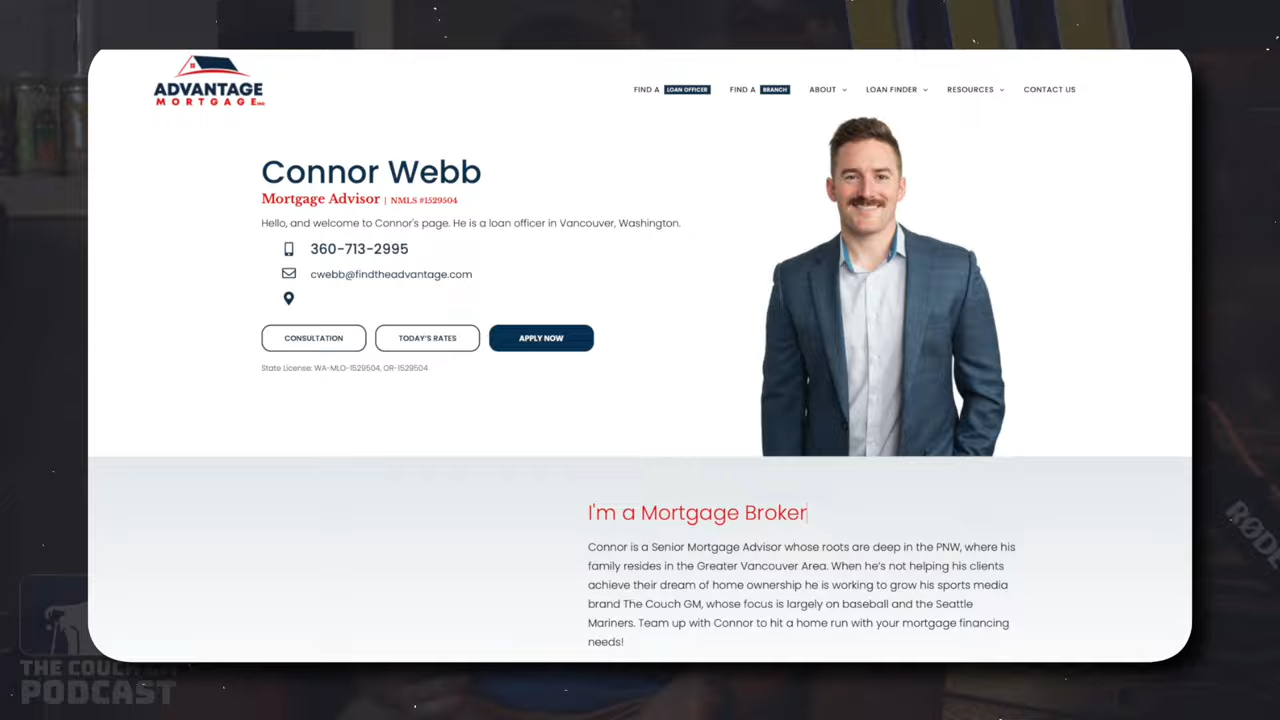 ADVANTAGE
MORTGAGE INC
FIND A LOAN OFFICER FIND A BRANCH ABOUT LOAN FINDER RESOURCES CONTACT US
Connor Webb
Mortgage Advisor | NMLS #1529504
Hello, and welcome to Connor's page. He is a loan officer in Vancouver, Washington.
360-713-2995
cwebb@findtheadvantage.com
CONSULTATION TODAY'S RATES APPLY NOW
State License: WA-MLO-1529504, OR-1529504
I'm a Mortgage Broker
Connor is a Senior Mortgage Advisor whose roots are deep in the PNW, where his
family resides in the Greater Vancouver Area. When he's not helping his clients
achieve their dream of home ownership he is working to grow his sports media
brand The Couch GM, whose focus is largely on baseball and the Seattle
Mariners. Team up with Connor to hit a home run with your mortgage financing
needs!
THE COUCH GM
PODCAST
RØDE